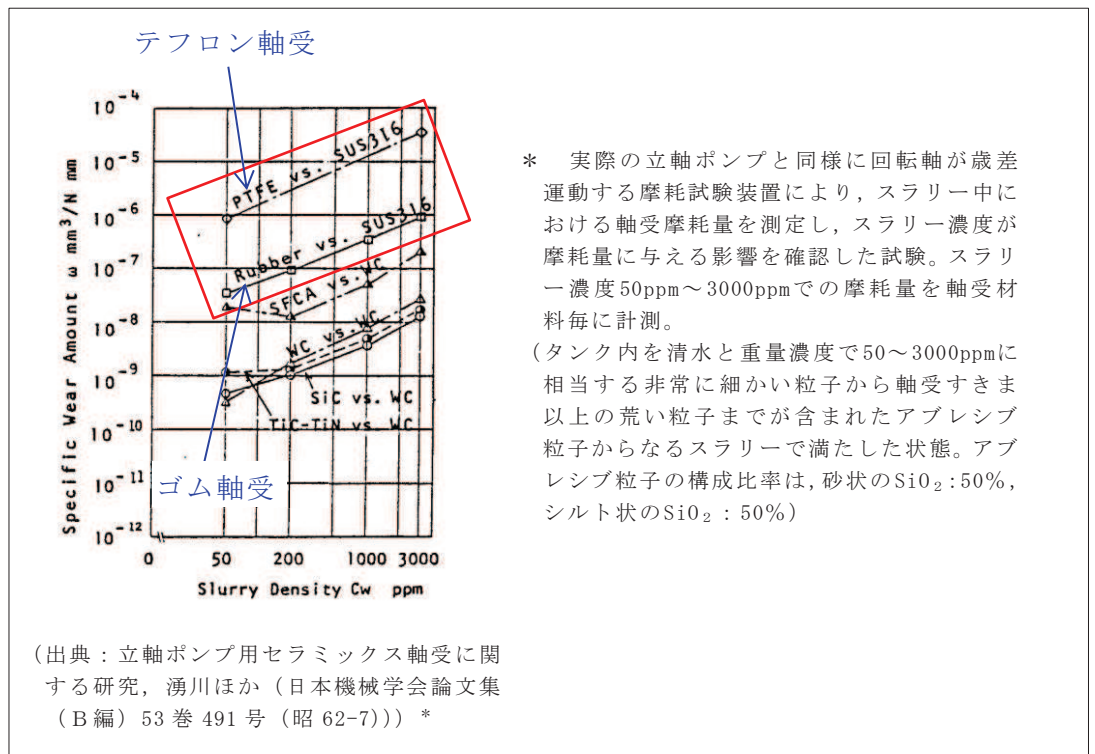 テフロン軸受
10⁻⁴
10⁻⁵
10⁻⁶
10⁻⁷
10⁻⁸
10⁻⁹
10⁻¹⁰
10⁻¹¹
10⁻¹²
Specific Wear Amount ω mm³/N mm
PTFE vs. SUS316
Rubber vs. SUS316
SFCA vs.WC
WC vs.WC
SiC vs. WC
TiC-TiN vs. WC
ゴム軸受
0 50 200 1000 3000
Slurry Density Cw ppm
(出典:立軸ポンプ用セラミックス軸受に関
する研究,湧川ほか(日本機械学会論文集
(B編)53 巻 491 号(昭 62-7)))*
* 実際の立軸ポンプと同様に回転軸が歳差
運動する摩耗試験装置により,スラリー中に
おける軸受摩耗量を測定し,スラリー濃度が
摩耗量に与える影響を確認した試験。スラリ
ー濃度50ppm~3000ppmでの摩耗量を軸受材
料毎に計測。
(タンク内を清水と重量濃度で50~3000ppmに
相当する非常に細かい粒子から軸受すきま
以上の荒い粒子までが含まれたアブレシブ
粒子からなるスラリーで満たした状態。アブ
レシブ粒子の構成比率は,砂状のSiO₂:50%,
シルト状のSiO₂:50%)